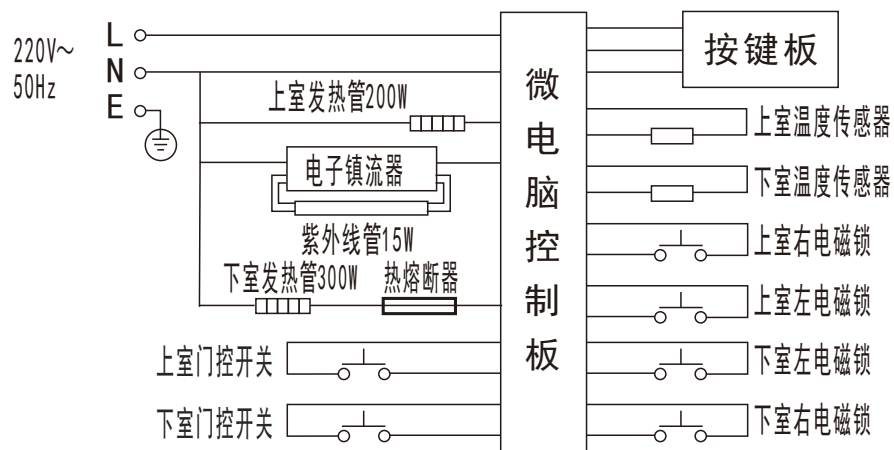 220V～
50Hz
L
N
E
上室发热管200W
电子镇流器
紫外线管15W
下室发热管300W
热熔断器
上室门控开关
下室门控开关
微电脑控制板
按键板
上室温度传感器
下室温度传感器
上室右电磁锁
上室左电磁锁
下室左电磁锁
下室右电磁锁